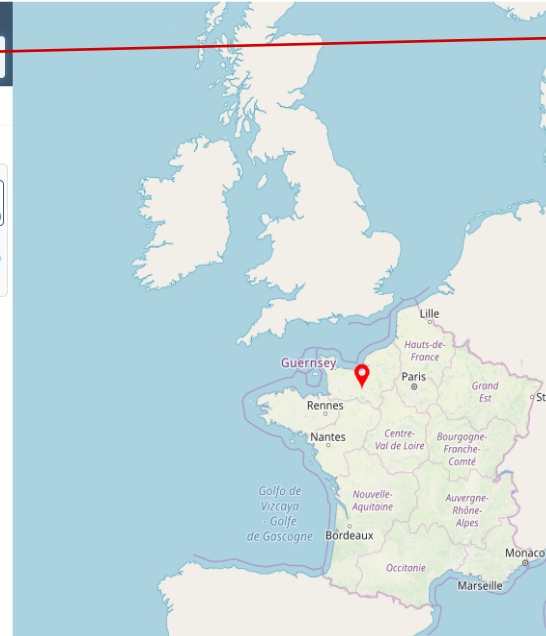 Lille
Hauts-de-
France
Guernsey
Paris
Grand
Est
St
Rennes
Centre-
Val de Loire
Bourgogne-
Franche-
Comté
Nantes
Golfo de
Vizcaya
- Golfe
de Gascogne
Nouvelle-
Aquitaine
Auvergne-
Rhône-
Alpes
Bordeaux
Monaco
Occitanie
Marseille